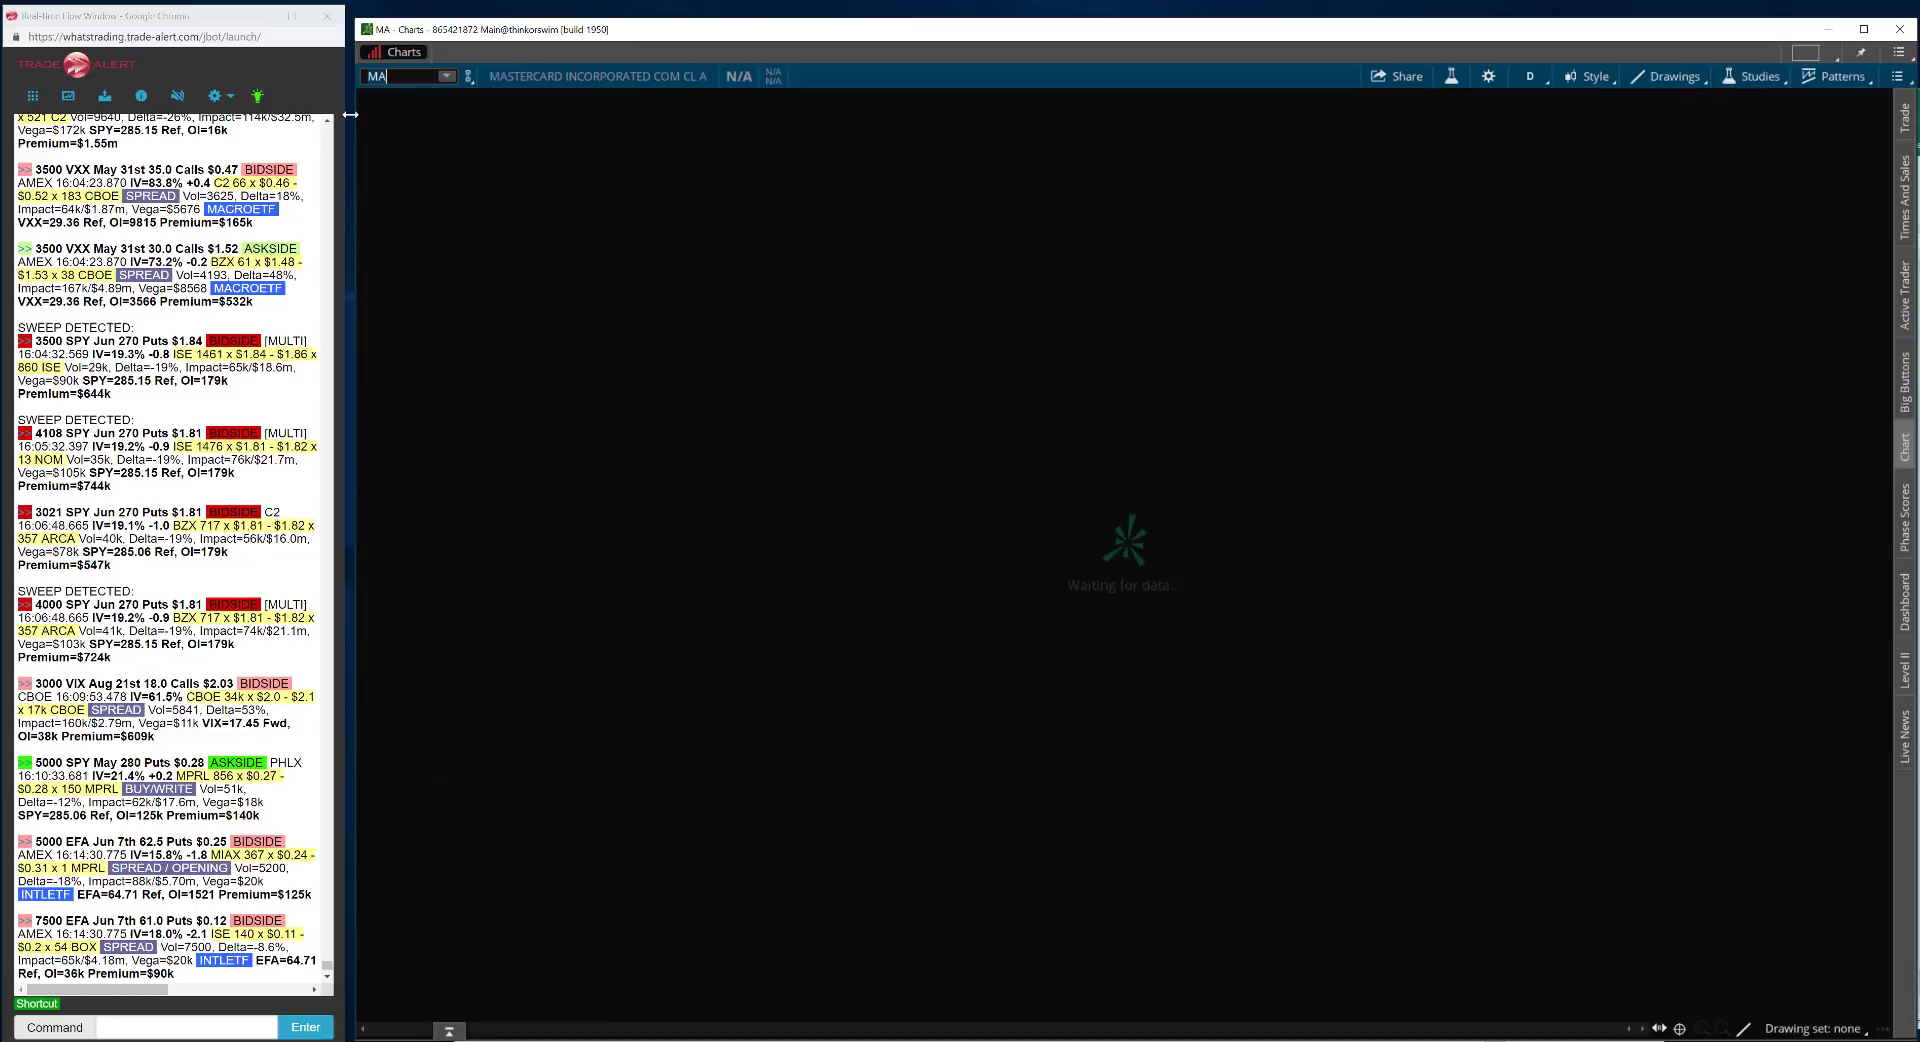 Real-time Flow Window - Google Chrome
https://whatstrading.trade-alert.com/jbot/launch/
TRADE ALERT
x 521 C2 Vol=9640, Delta=-26%, Impact=114k/$32.5m,
Vega=$172k SPY=285.15 Ref, OI=16k
Premium=$1.55m
>> 3500 VXX May 31st 35.0 Calls $0.47 BIDSIDE
AMEX 16:04:23.870 IV=83.8% +0.4 C2 66 x $0.46 -
$0.52 x 183 CBOE SPREAD Vol=3625, Delta=18%,
Impact=64k/$1.87m, Vega=$5676 MACROETF
VXX=29.36 Ref, OI=9815 Premium=$165k
>> 3500 VXX May 31st 30.0 Calls $1.52 ASKSIDE
AMEX 16:04:23.870 IV=73.2% -0.2 BZX 61 x $1.48 -
$1.53 x 38 CBOE SPREAD Vol=4193, Delta=48%,
Impact=167k/$4.89m, Vega=$8568 MACROETF
VXX=29.36 Ref, OI=3566 Premium=$532k
SWEEP DETECTED:
>> 3500 SPY Jun 270 Puts $1.84 BIDSIDE [MULTI]
16:04:32.569 IV=19.3% -0.8 ISE 1461 x $1.84 - $1.86 x
860 ISE Vol=29k, Delta=-19%, Impact=65k/$18.6m,
Vega=$90k SPY=285.15 Ref, OI=179k
Premium=$644k
SWEEP DETECTED:
>> 4108 SPY Jun 270 Puts $1.81 BIDSIDE [MULTI]
16:05:32.397 IV=19.2% -0.9 ISE 1476 x $1.81 - $1.82 x
13 NOM Vol=35k, Delta=-19%, Impact=76k/$21.7m,
Vega=$105k SPY=285.15 Ref, OI=179k
Premium=$744k
>> 3021 SPY Jun 270 Puts $1.81 BIDSIDE C2
16:06:48.665 IV=19.1% -1.0 BZX 717 x $1.81 - $1.82 x
357 ARCA Vol=40k, Delta=-19%, Impact=56k/$16.0m,
Vega=$78k SPY=285.06 Ref, OI=179k
Premium=$547k
SWEEP DETECTED:
>> 4000 SPY Jun 270 Puts $1.81 BIDSIDE [MULTI]
16:06:48.665 IV=19.2% -0.9 BZX 717 x $1.81 - $1.82 x
357 ARCA Vol=41k, Delta=-19%, Impact=74k/$21.1m,
Vega=$103k SPY=285.15 Ref, OI=179k
Premium=$724k
>> 3000 VIX Aug 21st 18.0 Calls $2.03 BIDSIDE
CBOE 16:09:53.478 IV=61.5% CBOE 34k x $2.0 - $2.1
x 17k CBOE SPREAD Vol=5841, Delta=53%,
Impact=160k/$2.79m, Vega=$11k VIX=17.45 Fwd,
OI=38k Premium=$609k
>> 5000 SPY May 280 Puts $0.28 ASKSIDE PHLX
16:10:33.681 IV=21.4% +0.2 MPRL 856 x $0.27 -
$0.28 x 150 MPRL BUY/WRITE Vol=51k,
Delta=-12%, Impact=62k/$17.6m, Vega=$18k
SPY=285.06 Ref, OI=125k Premium=$140k
>> 5000 EFA Jun 7th 62.5 Puts $0.25 BIDSIDE
AMEX 16:14:30.775 IV=15.8% -1.8 MIAX 367 x $0.24 -
$0.31 x 1 MPRL SPREAD / OPENING Vol=5200,
Delta=-18%, Impact=88k/$5.70m, Vega=$20k
INTLETF EFA=64.71 Ref, OI=1521 Premium=$125k
>> 7500 EFA Jun 7th 61.0 Puts $0.12 BIDSIDE
AMEX 16:14:30.775 IV=18.0% -2.1 ISE 140 x $0.11 -
$0.2 x 54 BOX SPREAD Vol=7500, Delta=-8.6%,
Impact=65k/$4.18m, Vega=$20k INTLETF EFA=64.71
Ref, OI=36k Premium=$90k
Shortcut
Command Enter
MA - Charts - 865421872 Main@thinkorswim [build 1950]
Charts
MA MASTERCARD INCORPORATED COM CL A N/A N/A
N/A
Share D Style Drawings Studies Patterns
Waiting for data...
Trade
Times And Sales
Active Trader
Big Buttons
Chart
Phase Scores
Dashboard
Level II
Live News
Drawing set: none